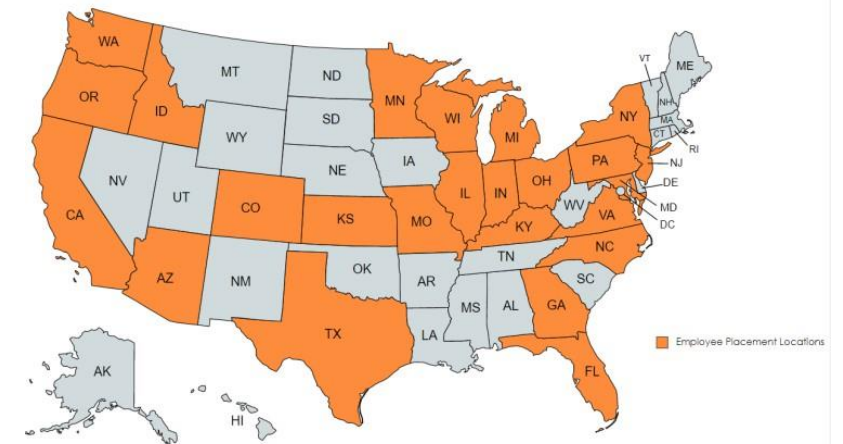 WA
OR
ID
MT
ND
MN
SD
WY
NE
IA
WI
MI
NY
VT
ME
NH
MA
CT
RI
NJ
DE
MD
DC
PA
OH
IN
IL
WV
VA
KY
NC
CA
NV
UT
CO
KS
MO
AZ
NM
OK
AR
TN
SC
MS
AL
GA
LA
TX
FL
AK
HI
Employee Placement Locations